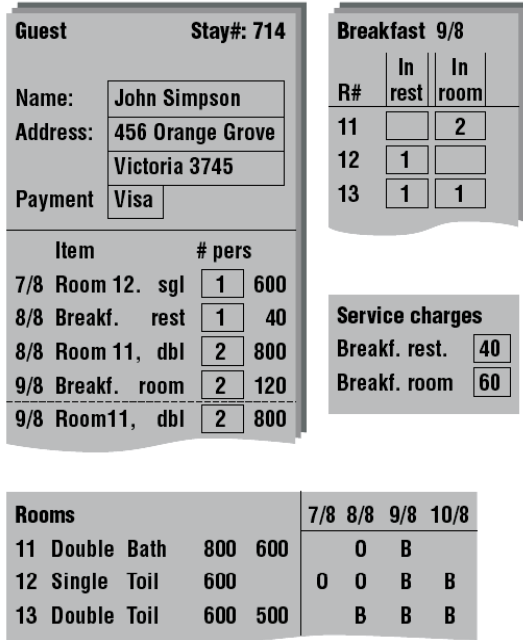 Guest Stay#: 714
Name: John Simpson
Address: 456 Orange Grove
Victoria 3745
Payment Visa
Item # pers
7/8 Room 12. sgl 1 600
8/8 Breakf. rest 1 40
8/8 Room 11, dbl 2 800
9/8 Breakf. room 2 120
9/8 Room11, dbl 2 800
Breakfast 9/8
In In
R# rest room
11 2
12 1
13 1 1
Service charges
Breakf. rest. 40
Breakf. room 60
Rooms 7/8 8/8 9/8 10/8
11 Double Bath 800 600 O B
12 Single Toil 600 O O B B
13 Double Toil 600 500 B B B